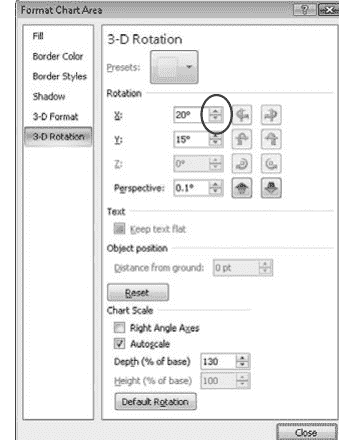 Format Chart Area
Fill
Border Color
Border Styles
Shadow
3-D Format
3-D Rotation
3-D Rotation
Presets:
Rotation
X: 20°
Y: 15°
Z: 0°
Perspective: 0.1°
Text
Keep text flat
Object position
Distance from ground: 0 pt
Reset
Chart Scale
Right Angle Axes
Autoscale
Depth (% of base) 130
Height (% of base) 100
Default Rotation
Close